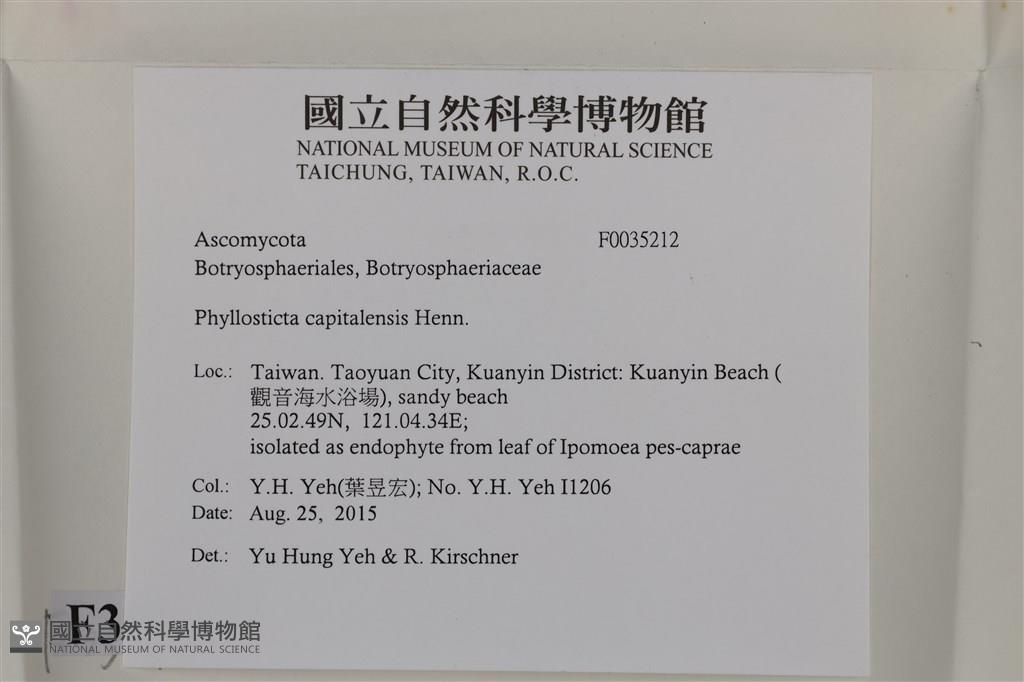 國立自然科學博物館
NATIONAL MUSEUM OF NATURAL SCIENCE
TAICHUNG, TAIWAN, R.O.C.
Ascomycota F0035212
Botryosphaeriales, Botryosphaeriaceae
Phyllosticta capitalensis Henn.
Loc.: Taiwan. Taoyuan City, Kuanyin District: Kuanyin Beach (
觀音海水浴場), sandy beach
25.02.49N, 121.04.34E;
isolated as endophyte from leaf of Ipomoea pes-caprae
Col.: Y.H. Yeh(葉昱宏); No. Y.H. Yeh I1206
Date: Aug. 25, 2015
Det.: Yu Hung Yeh & R. Kirschner
F3
國立自然科學博物館
NATIONAL MUSEUM OF NATURAL SCIENCE